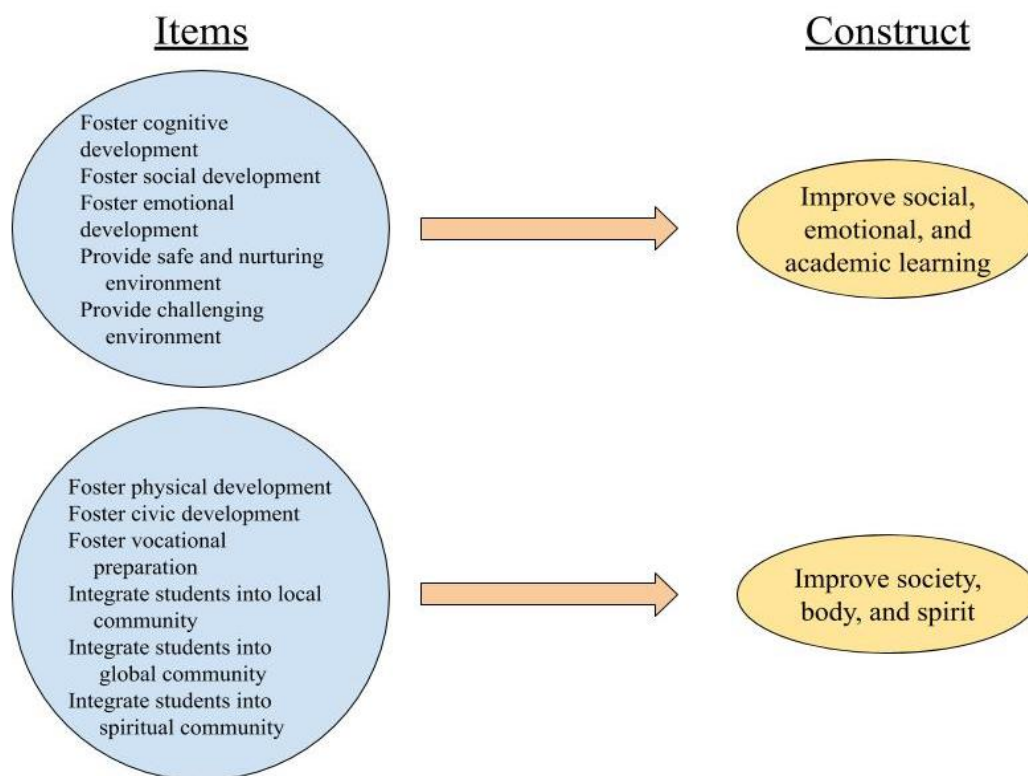 Items
Construct
Foster cognitive
development
Foster social development
Foster emotional
development
Provide safe and nurturing
environment
Provide challenging
environment
Improve social,
emotional, and
academic learning
Foster physical development
Foster civic development
Foster vocational
preparation
Integrate students into local
community
Integrate students into
global community
Integrate students into
spiritual community
Improve society,
body, and spirit